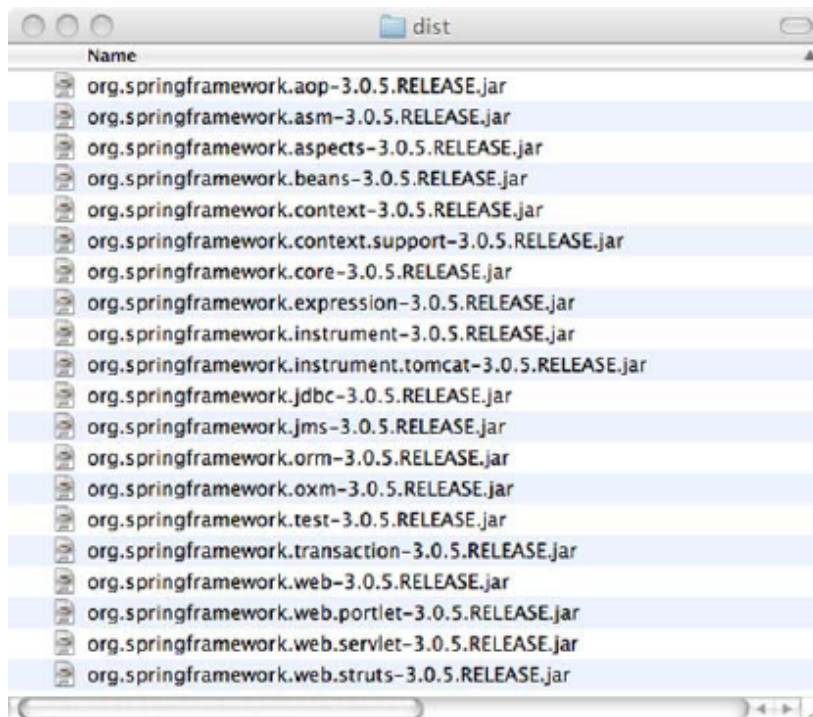 dist
Name
org.springframework.aop-3.0.5.RELEASE.jar
org.springframework.asm-3.0.5.RELEASE.jar
org.springframework.aspects-3.0.5.RELEASE.jar
org.springframework.beans-3.0.5.RELEASE.jar
org.springframework.context-3.0.5.RELEASE.jar
org.springframework.context.support-3.0.5.RELEASE.jar
org.springframework.core-3.0.5.RELEASE.jar
org.springframework.expression-3.0.5.RELEASE.jar
org.springframework.instrument-3.0.5.RELEASE.jar
org.springframework.instrument.tomcat-3.0.5.RELEASE.jar
org.springframework.jdbc-3.0.5.RELEASE.jar
org.springframework.jms-3.0.5.RELEASE.jar
org.springframework.orm-3.0.5.RELEASE.jar
org.springframework.oxm-3.0.5.RELEASE.jar
org.springframework.test-3.0.5.RELEASE.jar
org.springframework.transaction-3.0.5.RELEASE.jar
org.springframework.web-3.0.5.RELEASE.jar
org.springframework.web.portlet-3.0.5.RELEASE.jar
org.springframework.web.servlet-3.0.5.RELEASE.jar
org.springframework.web.struts-3.0.5.RELEASE.jar